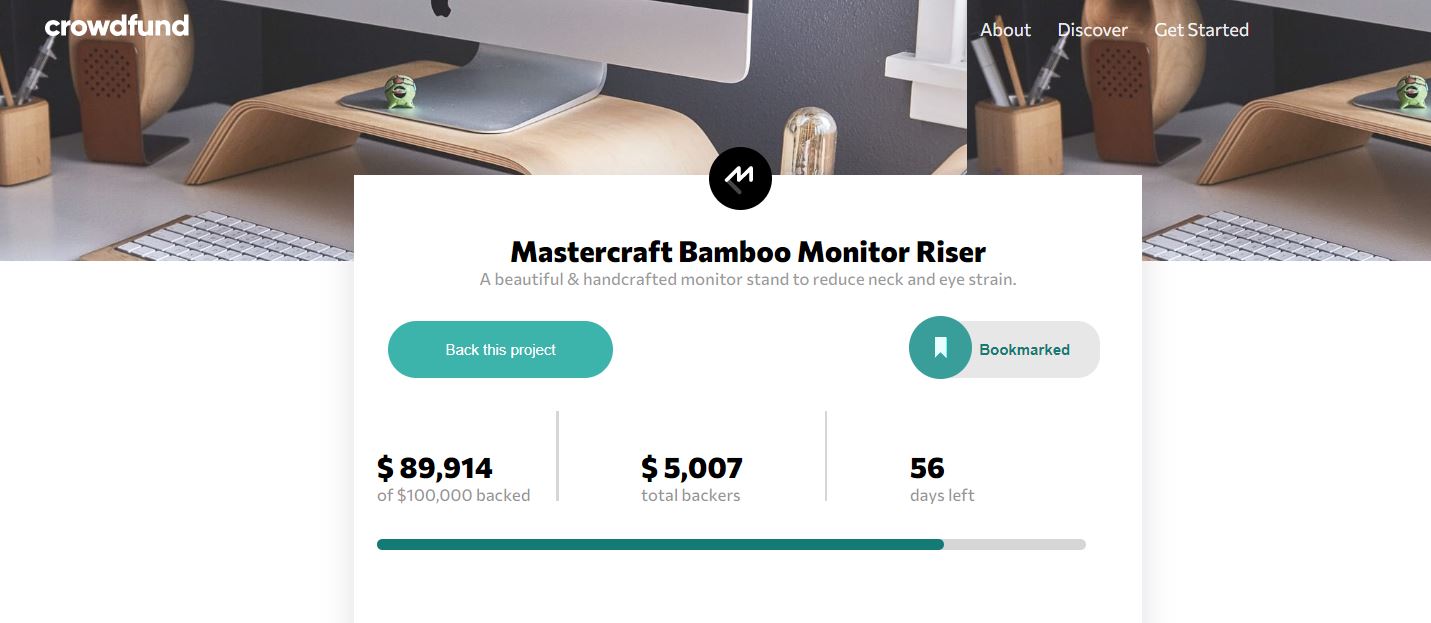 crowdfund
About Discover Get Started
Mastercraft Bamboo Monitor Riser
A beautiful & handcrafted monitor stand to reduce neck and eye strain.
Back this project
Bookmarked
$ 89,914
of $100,000 backed
$ 5,007
total backers
56
days left